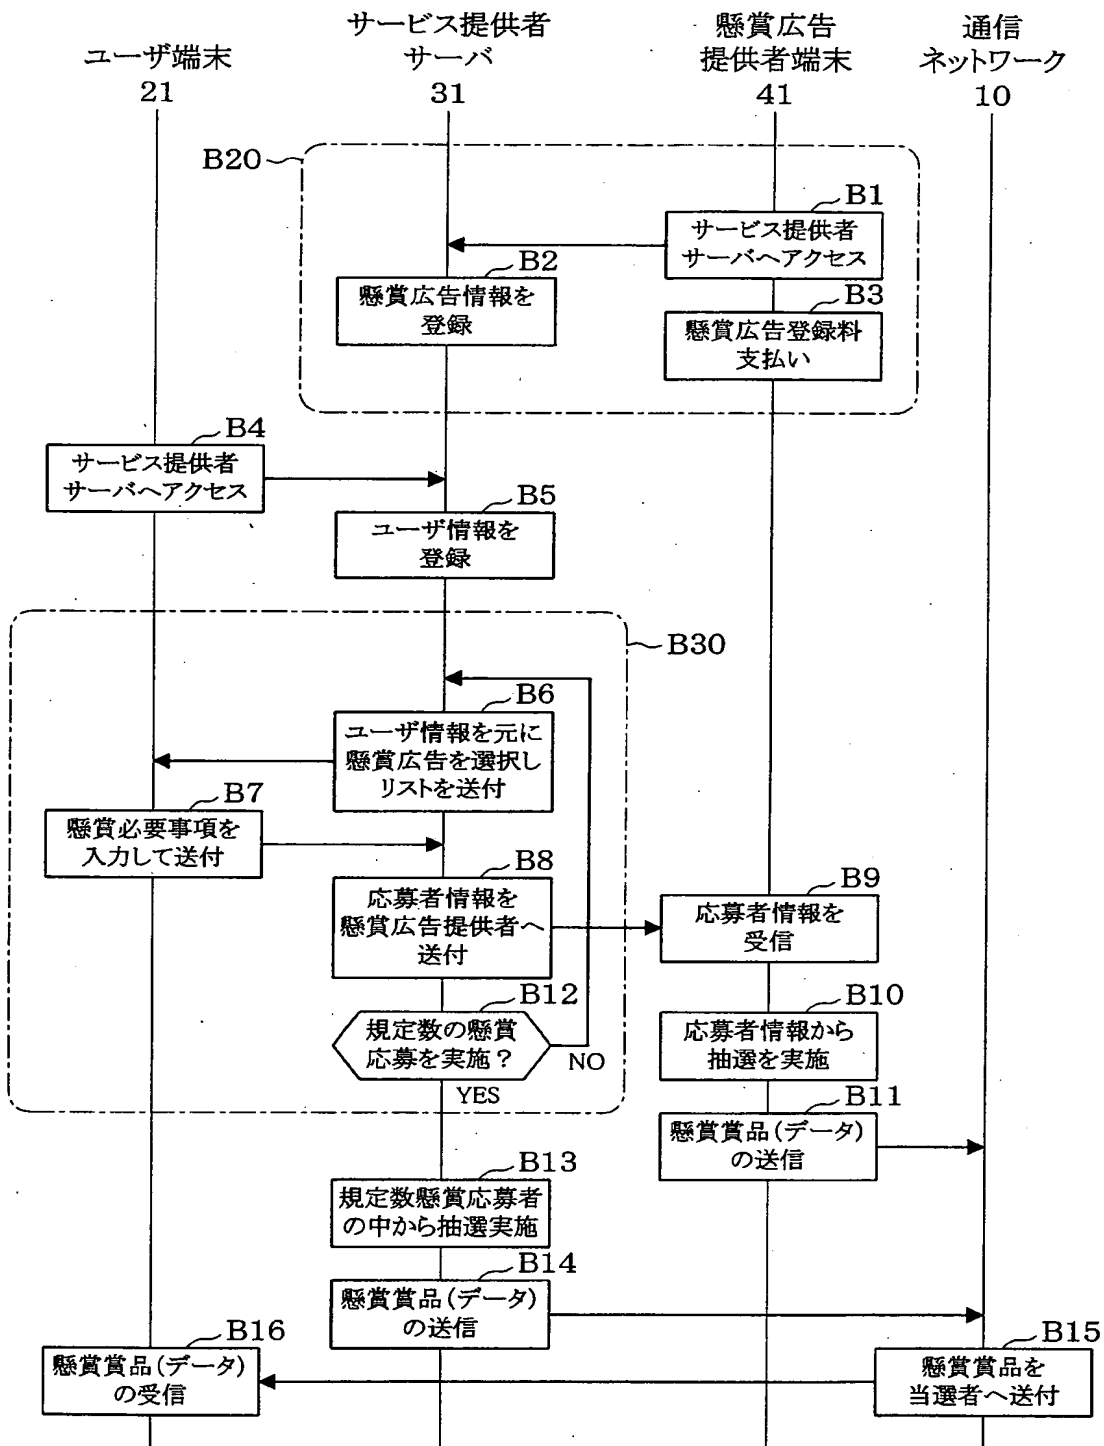 ユーザ端末
21
サービス提供者
サーバ
31
懸賞広告
提供者端末
41
通信
ネットワーク
10
B20
B1
サービス提供者
サーバへアクセス
B2
懸賞広告情報を
登録
B3
懸賞広告登録料
支払い
B4
サービス提供者
サーバへアクセス
B5
ユーザ情報を
登録
B30
B6
ユーザ情報を元に
懸賞広告を選択し
リストを送付
B7
懸賞必要事項を
入力して送付
B8
応募者情報を
懸賞広告提供者へ
送付
B9
応募者情報を
受信
B12
規定数の懸賞
応募を実施?
NO
YES
B10
応募者情報から
抽選を実施
B11
懸賞賞品(データ)
の送信
B13
規定数懸賞応募者
の中から抽選実施
B14
懸賞賞品(データ)
の送信
B15
懸賞賞品を
当選者へ送付
B16
懸賞賞品(データ)
の受信